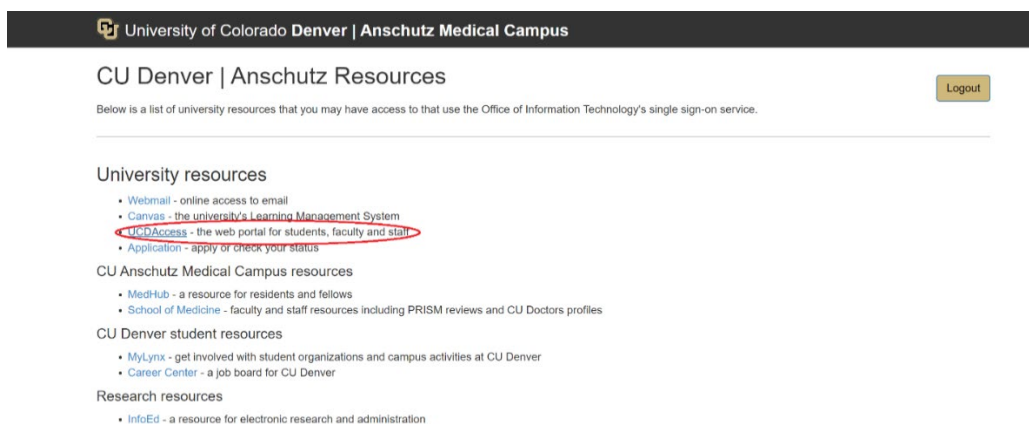 University of Colorado Denver | Anschutz Medical Campus
CU Denver | Anschutz Resources
Logout
Below is a list of university resources that you may have access to that use the Office of Information Technology's single sign-on service.
University resources
• Webmail - online access to email
• Canvas - the university's Learning Management System
• UCDAccess - the web portal for students, faculty and staff
• Application - apply or check your status
CU Anschutz Medical Campus resources
• MedHub - a resource for residents and fellows
• School of Medicine - faculty and staff resources including PRISM reviews and CU Doctors profiles
CU Denver student resources
• MyLynx - get involved with student organizations and campus activities at CU Denver
• Career Center - a job board for CU Denver
Research resources
• InfoEd - a resource for electronic research and administration